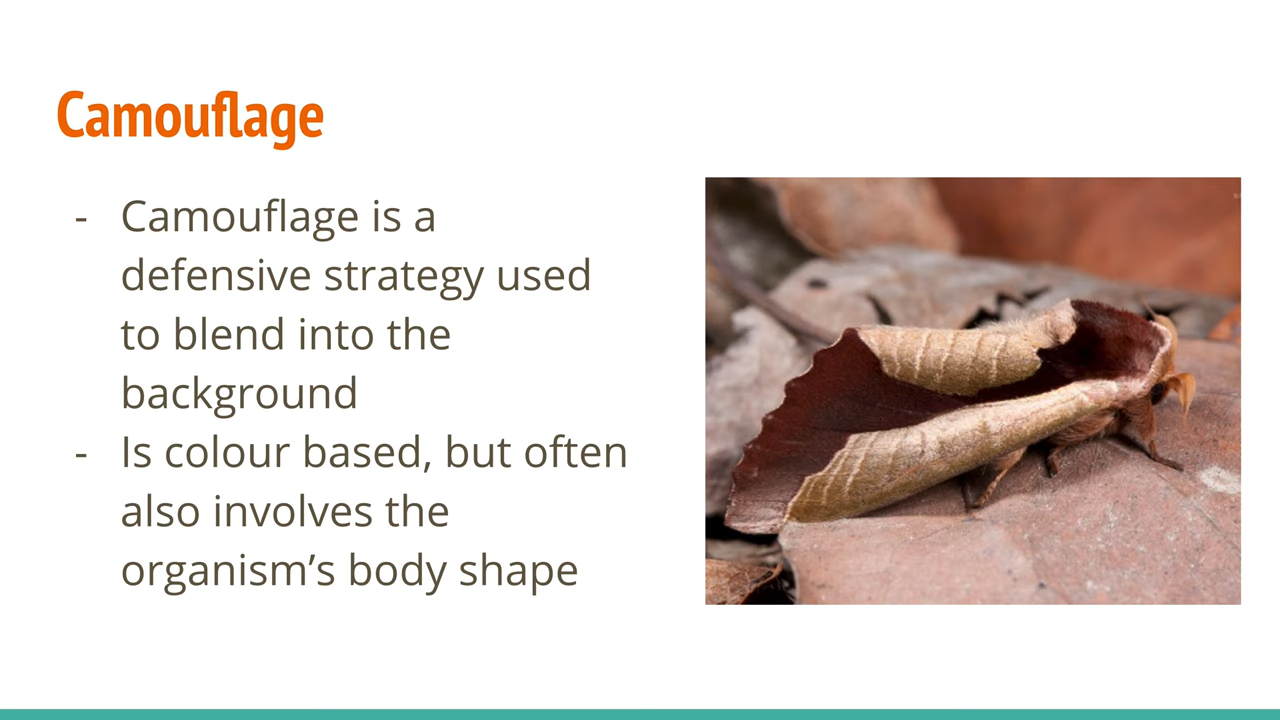 Camouflage
- Camouflage is a
defensive strategy used
to blend into the
background
- Is colour based, but often
also involves the
organism’s body shape